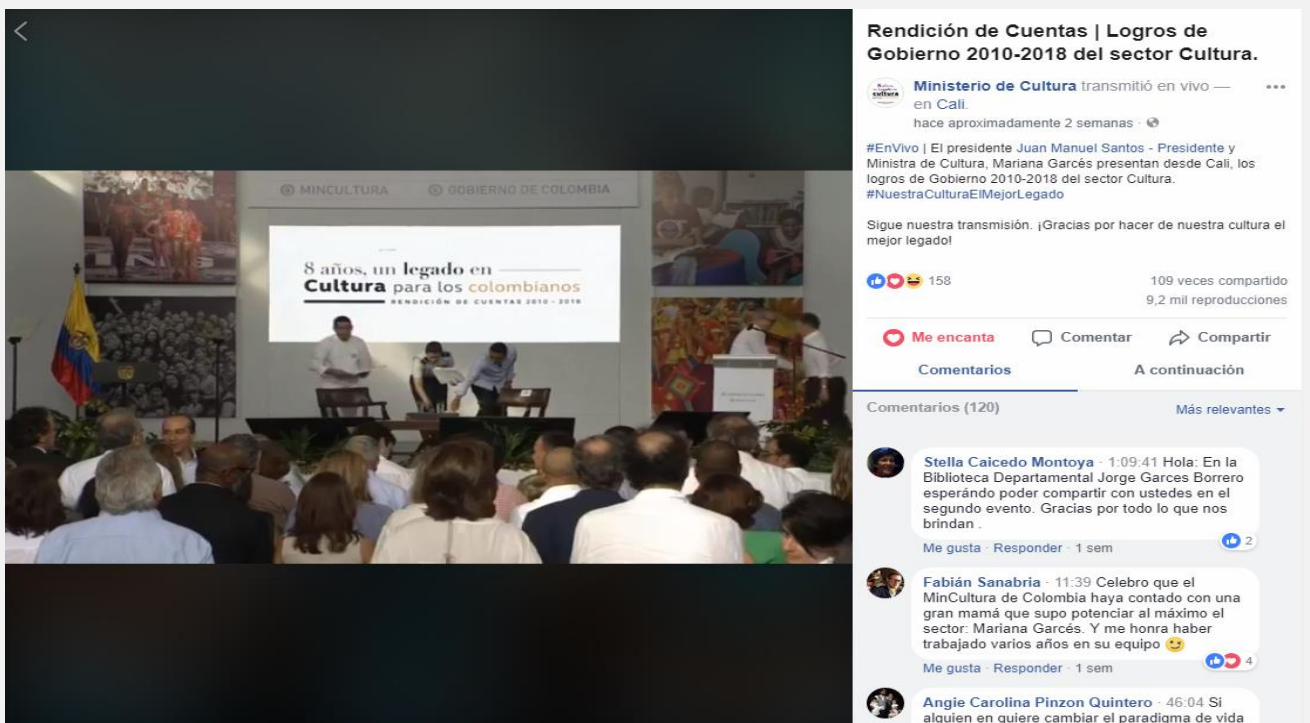 MINCULTURA
GOBIERNO DE COLOMBIA
8 años, un legado en
Cultura para los colombianos
RENDICIÓN DE CUENTAS 2010 - 2018
Rendición de Cuentas | Logros de
Gobierno 2010-2018 del sector Cultura.
Ministerio de Cultura transmitió en vivo —
en Cali.
hace aproximadamente 2 semanas ·
#EnVivo | El presidente Juan Manuel Santos - Presidente y
Ministra de Cultura, Mariana Garcés presentan desde Cali, los
logros de Gobierno 2010-2018 del sector Cultura.
#NuestraCulturaElMejorLegado
Sigue nuestra transmisión. ¡Gracias por hacer de nuestra cultura el
mejor legado!
158
109 veces compartido
9,2 mil reproducciones
Me encanta Comentar Compartir
Comentarios A continuación
Comentarios (120) Más relevantes
Stella Caicedo Montoya · 1:09:41 Hola: En la
Biblioteca Departamental Jorge Garces Borrero
esperándo poder compartir con ustedes en el
segundo evento. Gracias por todo lo que nos
brindan .
2
Me gusta · Responder · 1 sem
Fabián Sanabria · 11:39 Celebro que el
MinCultura de Colombia haya contado con una
gran mamá que supo potenciar al máximo el
sector: Mariana Garcés. Y me honra haber
trabajado varios años en su equipo 😉
4
Me gusta · Responder · 1 sem
Angie Carolina Pinzon Quintero · 46:04 Si
alguien en quiere cambiar el paradigma de vida